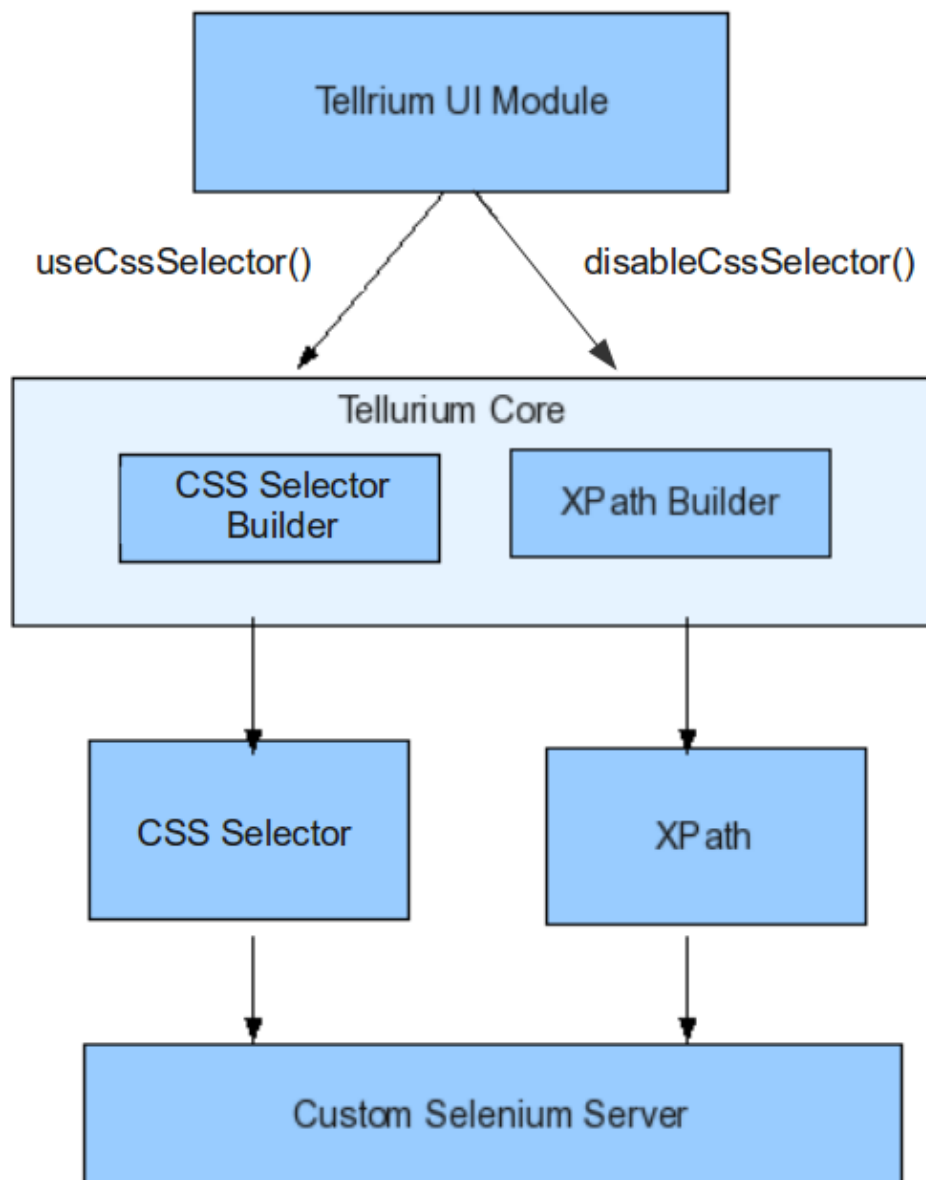 Tellrium UI Module
useCssSelector()
disableCssSelector()
Tellurium Core
CSS Selector
Builder
XPath Builder
CSS Selector
XPath
Custom Selenium Server